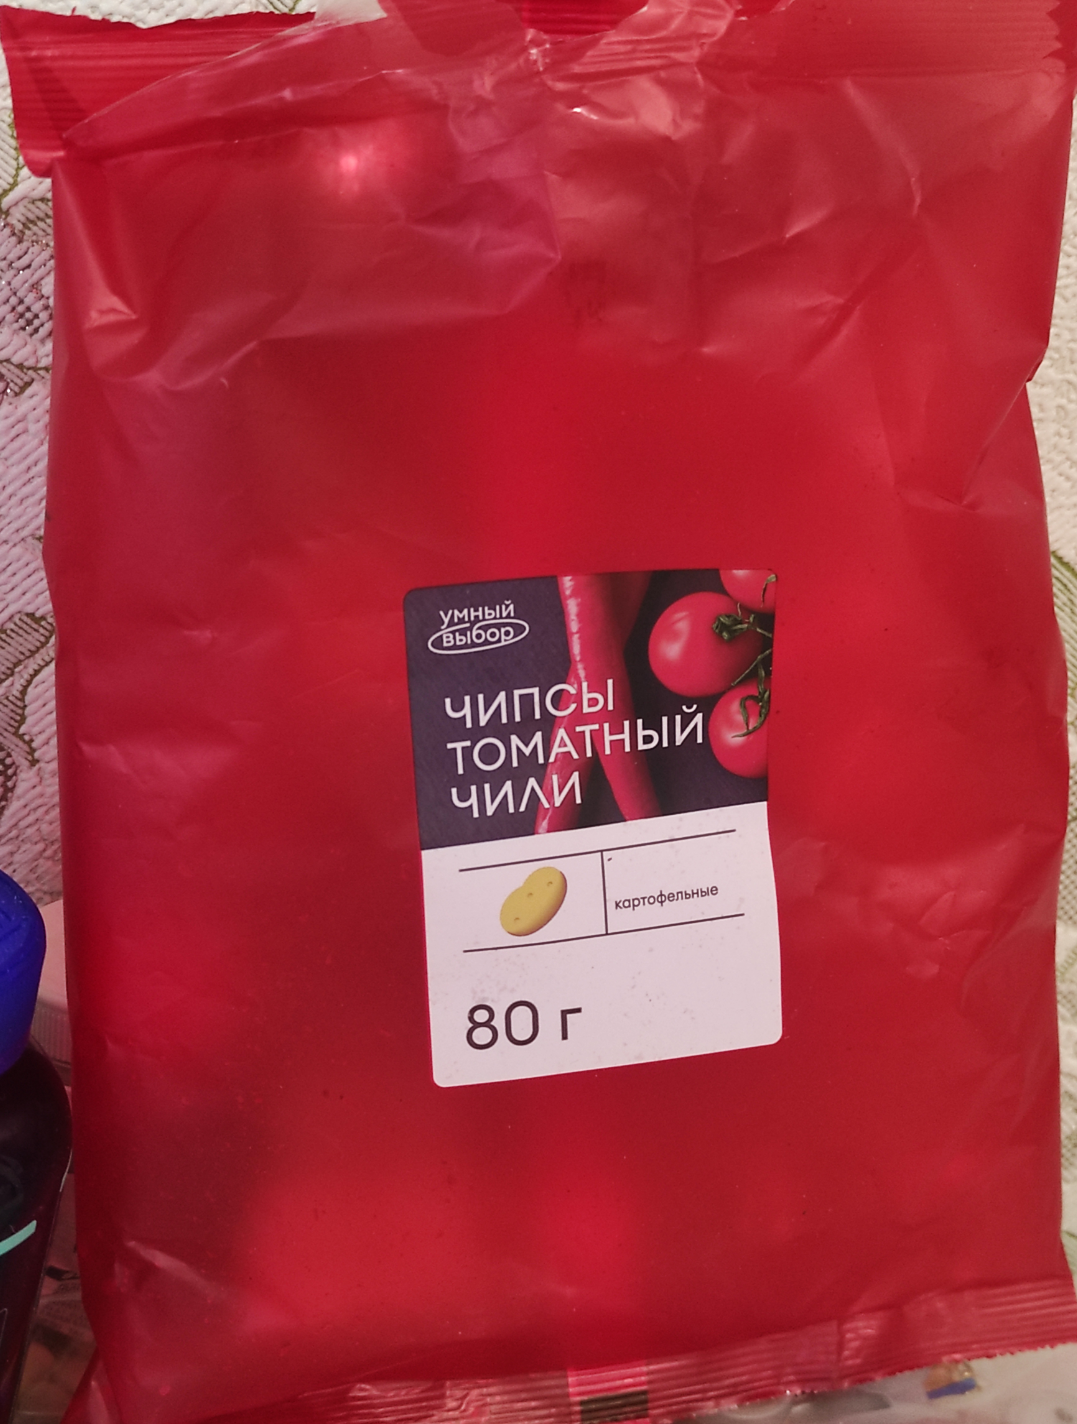 умный
выбор
ЧИПСЫ
ТОМАТНЫЙ
ЧИЛИ
картофельные
80 г